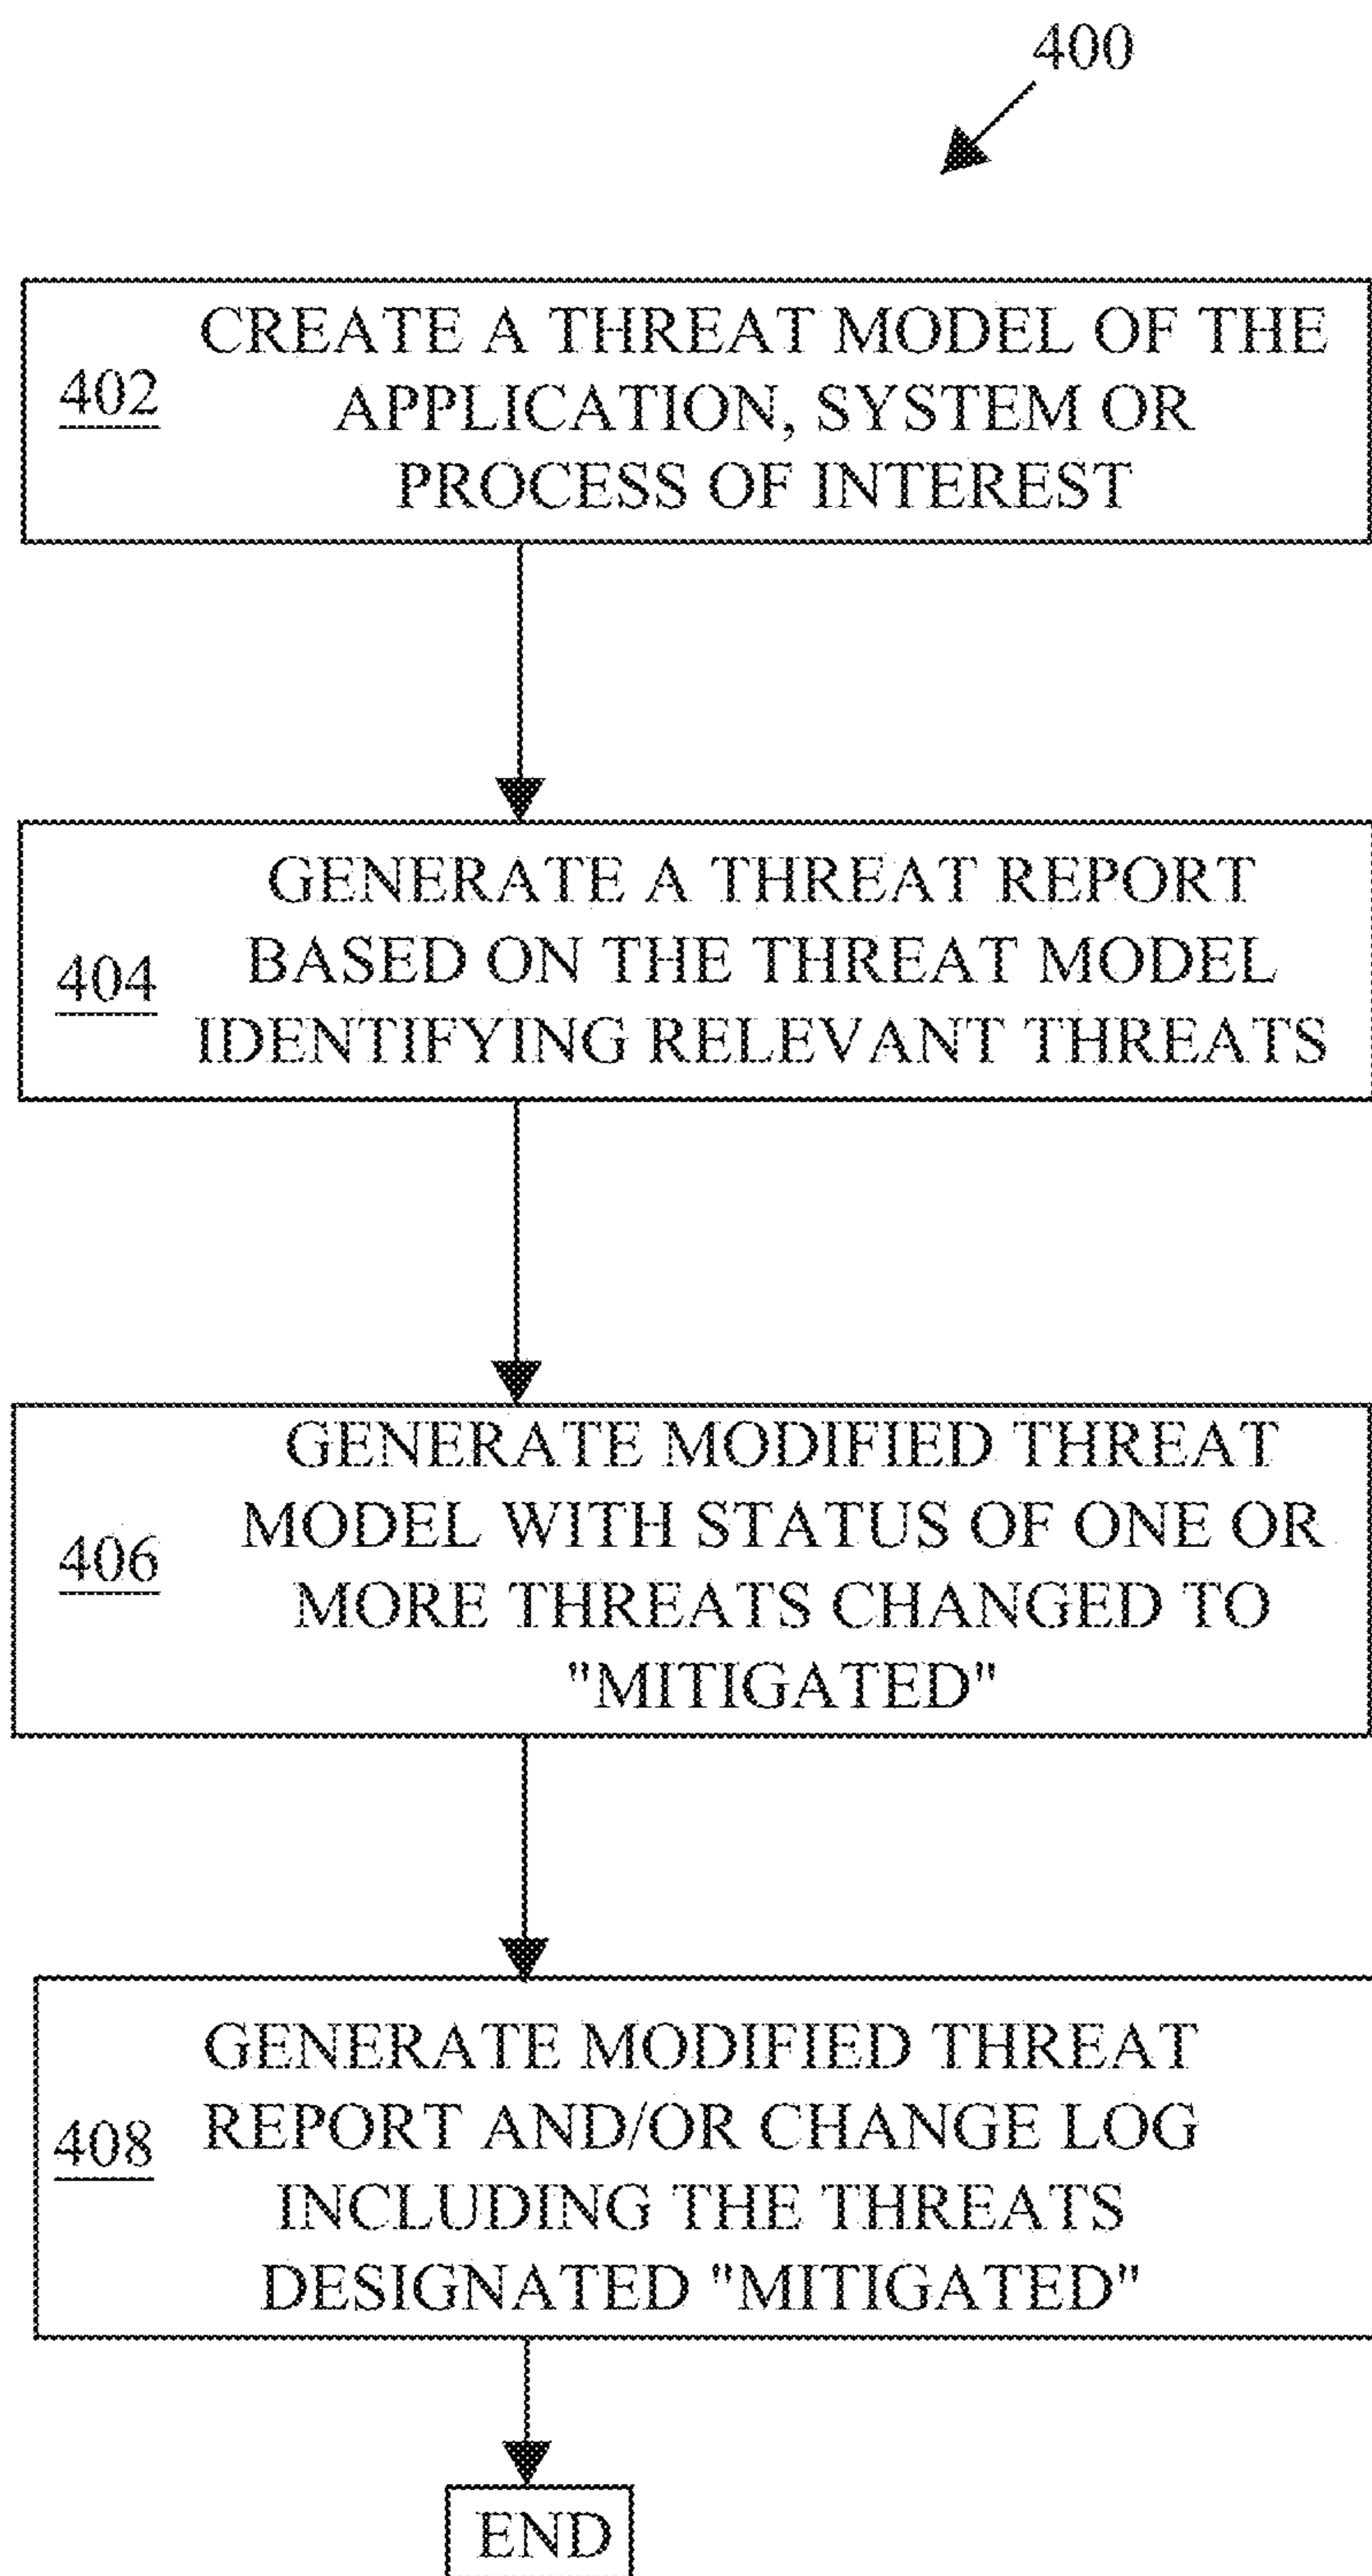 400
CREATE A THREAT MODEL OF THE
402
APPLICATION, SYSTEM OR
PROCESS OF INTEREST
GENERATE A THREAT REPORT
404
BASED ON THE THREAT MODEL
IDENTIFYING RELEVANT THREATS
GENERATE MODIFIED THREAT
406
MODEL WITH STATUS OF ONE OR
MORE THREATS CHANGED TO
"MITIGATED"
GENERATE MODIFIED THREAT
408
REPORT AND/OR CHANGE LOG
INCLUDING THE THREATS
DESIGNATED "MITIGATED"
END